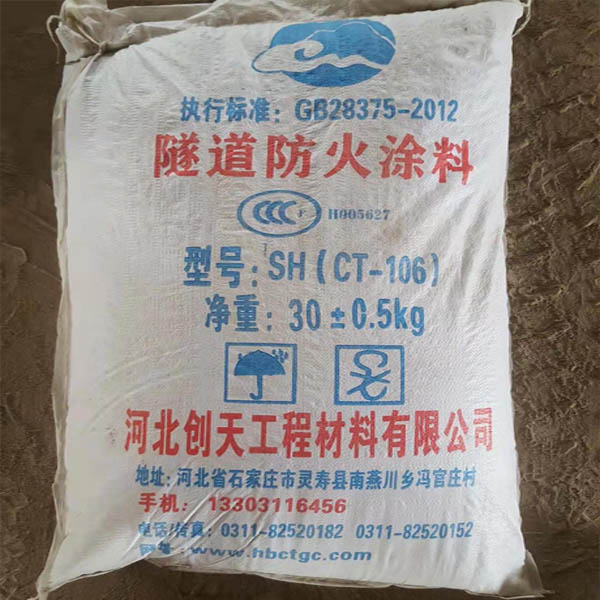 执行标准：GB28375-2012
隧道防火涂料
CCC F H005627
型号：SH（CT-106）
净重：30±0.5kg
河北创天工程材料有限公司
地址：河北省石家庄市灵寿县南燕川乡冯官庄村
手机：13303116456
电话/传真：0311-82520182 0311-82520152
网址：www.hbctgc.com